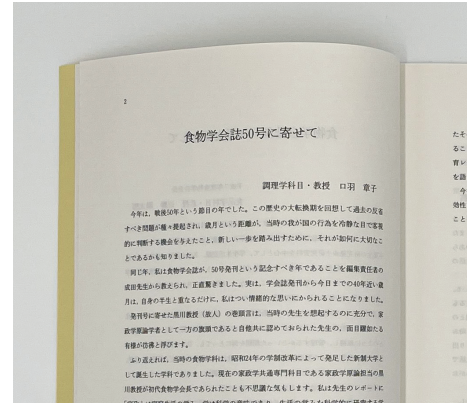 2
食物学会誌50号に寄せて
調理学科目・教授 口羽 章子
今年は、戦後50年という節目の年でした。この歴史の大転換期を回想して過去の反省
すべき問題が種々提起され、歳月という距離が、当時の我が国の行為を冷静な目で客観
的に判断する機会を与えたこと、新しい一歩を踏み出すために、それが如何に大切なこ
とであるかも知りました。
同じ年、私は食物学会誌が、50号発刊という記念すべき年であることを編集責任者の
成田先生から教えられ、正直驚きました。実は、学会誌発刊から今日までの40年近い歳
月は、自身の半生と重なるだけに、私はつい情緒的な思いにかられることになりました。
発刊号に寄せた黒川教授(故人)の巻頭言は、当時の先生を想起するのに充分で、家
政学原論学者として一方の旗頭であると自他共に認めておられた先生の、面目躍如たる
有様が彷彿と浮びます。
ふり返えれば、当時の食物学科は、昭和24年の学制改革によって発足した新制大学と
して誕生した学科でありました。現在の家政学共通専門科目である家政学原論担当の黒
川教授が初代食物学会長であられたことも不思議な気もします。私は先生のレポートに
たそ
るこ
育レ
を語
今
効性
こと